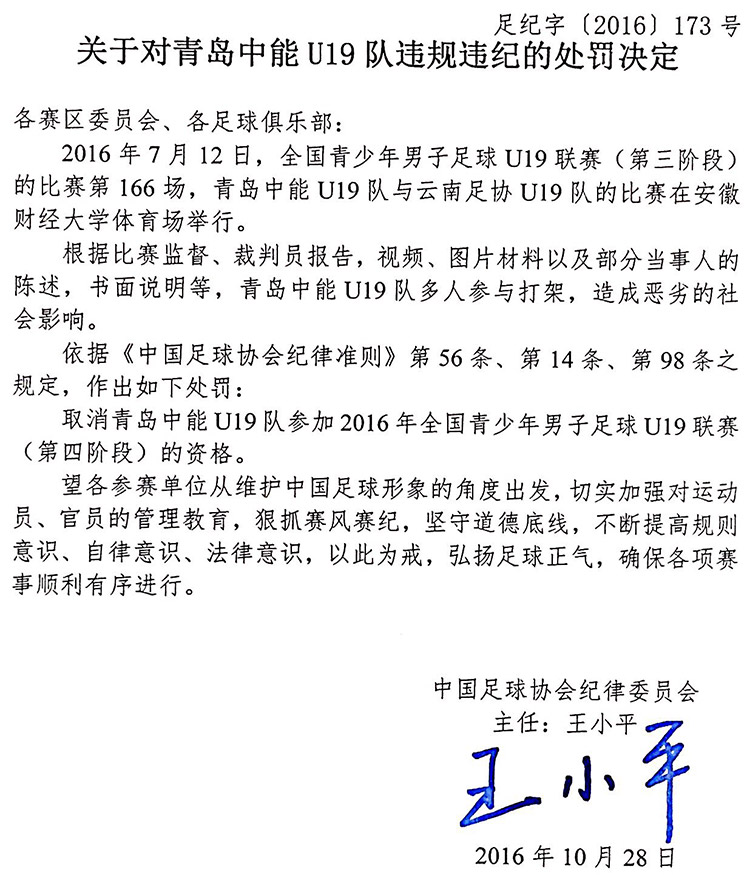 足纪字〔2016〕173 号
关于对青岛中能 U19 队违规违纪的处罚决定
各赛区委员会、各足球俱乐部：
2016 年 7 月 12 日，全国青少年男子足球 U19 联赛（第三阶段）
的比赛第 166 场，青岛中能 U19 队与云南足协 U19 队的比赛在安徽
财经大学体育场举行。
根据比赛监督、裁判员报告，视频、图片材料以及部分当事人的
陈述，书面说明等，青岛中能 U19 队多人参与打架，造成恶劣的社
会影响。
依据《中国足球协会纪律准则》第 56 条、第 14 条、第 98 条之
规定，作出如下处罚：
取消青岛中能 U19 队参加 2016 年全国青少年男子足球 U19 联赛
（第四阶段）的资格。
望各参赛单位从维护中国足球形象的角度出发，切实加强对运动
员、官员的管理教育，狠抓赛风赛纪，坚守道德底线，不断提高规则
意识、自律意识、法律意识，以此为戒，弘扬足球正气，确保各项赛
事顺利有序进行。
中国足球协会纪律委员会
主任：王小平
王小平
2016 年 10 月 28 日